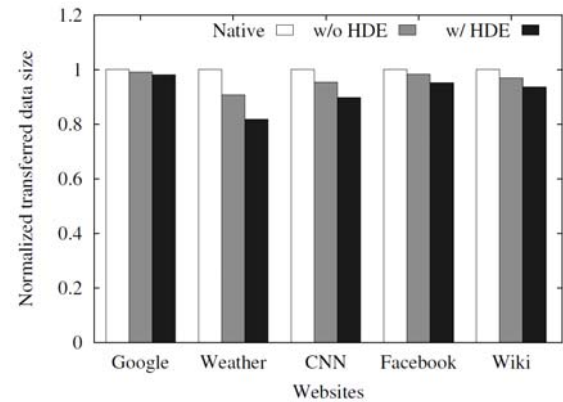 Native w/o HDE w/ HDE
1.2
1
0.8
0.6
0.4
0.2
0
Normalized transferred data size
Google Weather CNN Facebook Wiki
Websites